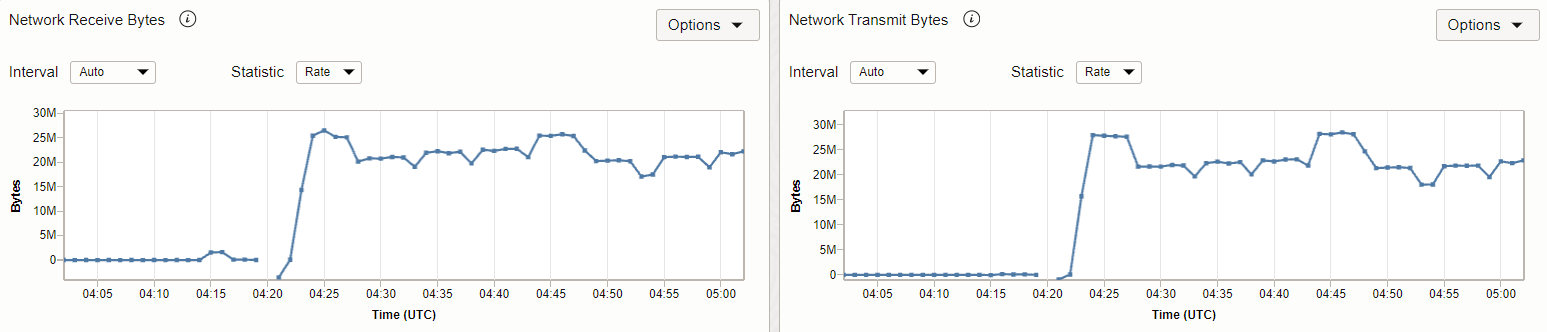 Network Receive Bytes
Options
Interval Auto Statistic Rate
30M
25M
20M
15M
10M
5M
0
Bytes
04:05 04:10 04:15 04:20 04:25 04:30 04:35 04:40 04:45 04:50 04:55 05:00
Time (UTC)
Network Transmit Bytes
Options
Interval Auto Statistic Rate
30M
25M
20M
15M
10M
5M
0
Bytes
04:05 04:10 04:15 04:20 04:25 04:30 04:35 04:40 04:45 04:50 04:55 05:00
Time (UTC)